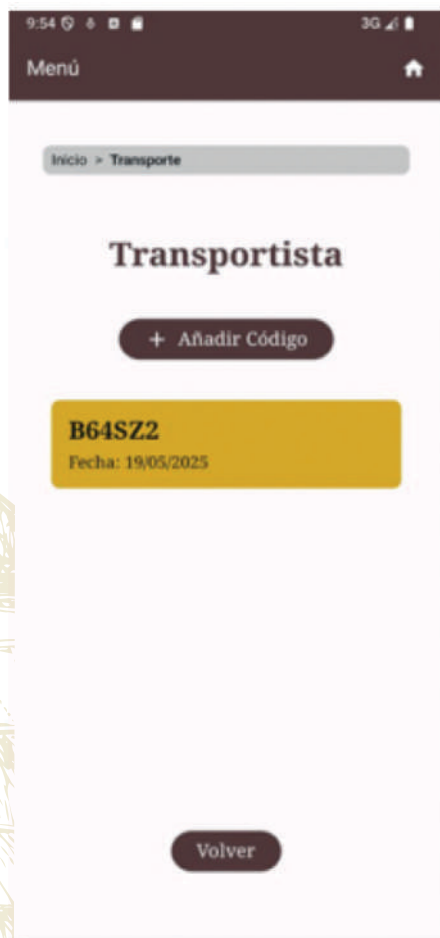 9:54
3G
Menú
Inicio > Transporte
Transportista
+ Añadir Código
B64SZ2
Fecha: 19/05/2025
Volver